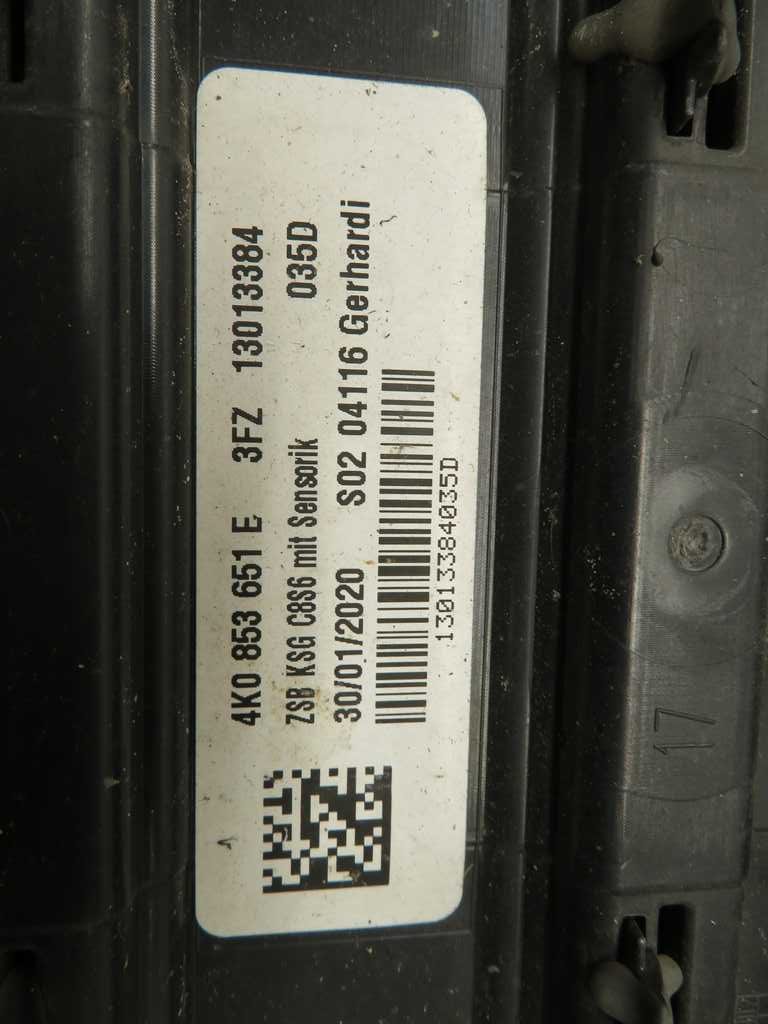 4K0 853 651 E 3FZ 13013384
ZSB KSG C8S6 mit Sensorik 035D
30/01/2020 S02 04116 Gerhardi
13013384035D
17